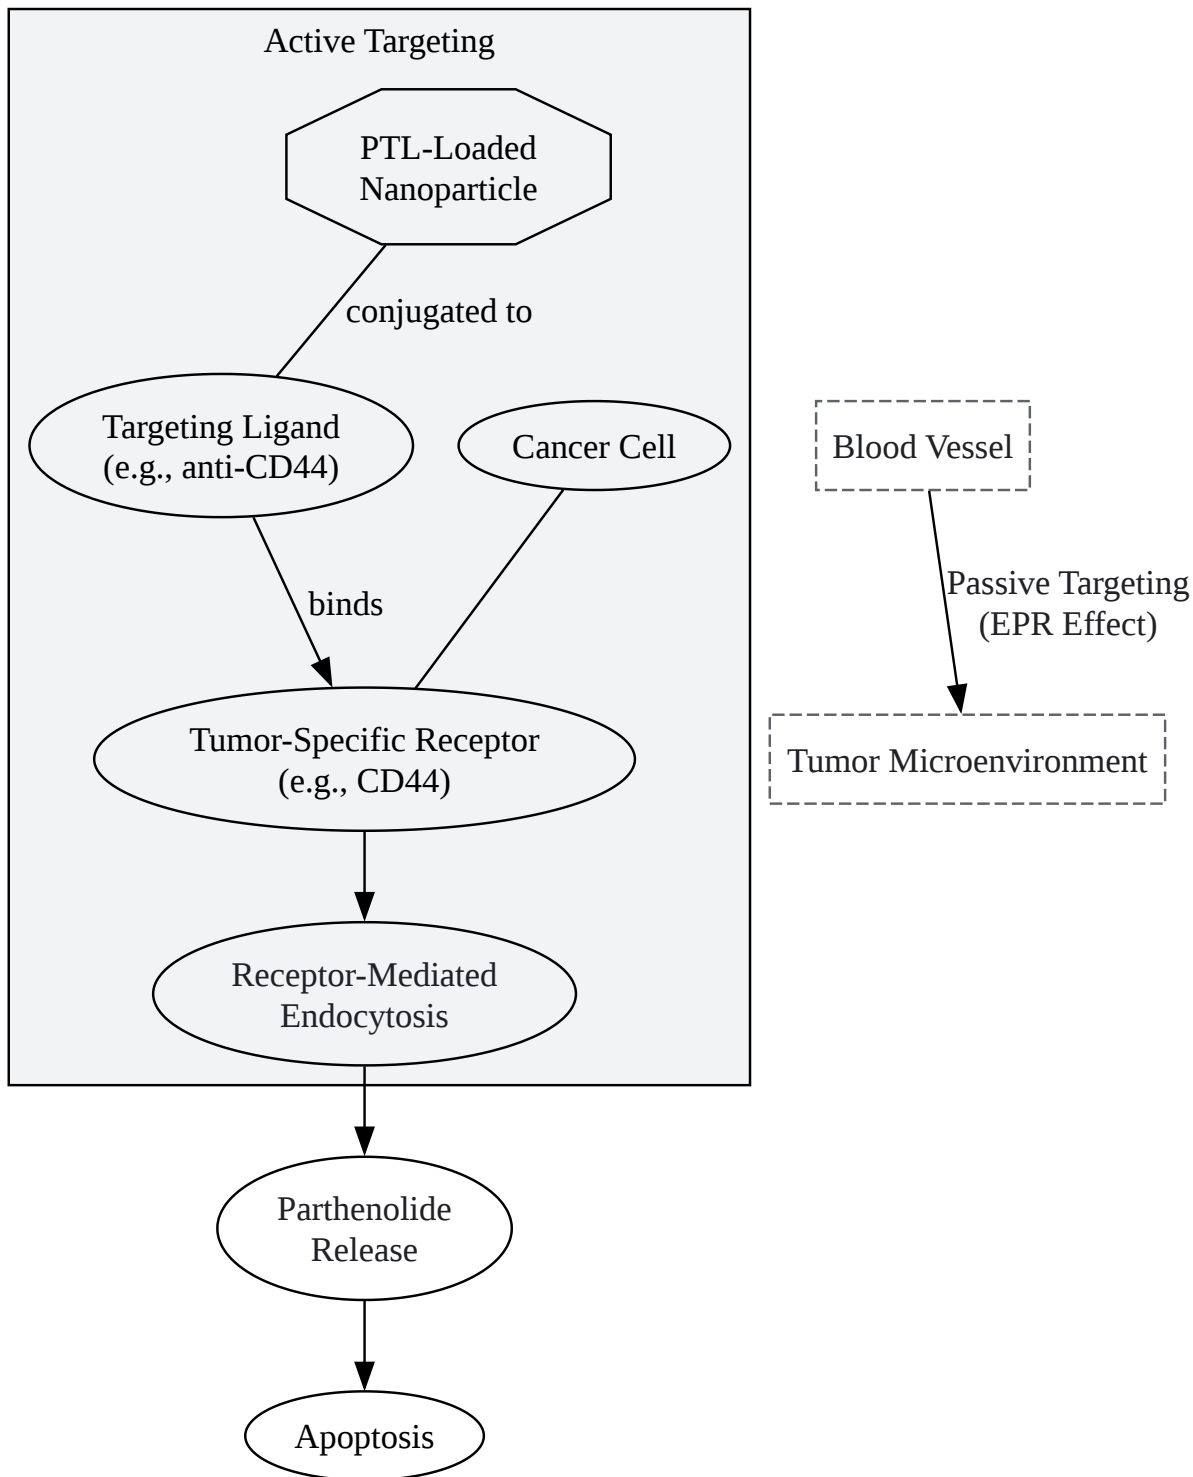 Active Targeting
PTL-Loaded
Nanoparticle
conjugated to
Targeting Ligand
(e.g., anti-CD44)
Cancer Cell
Blood Vessel
binds
Passive Targeting
(EPR Effect)
Tumor-Specific Receptor
(e.g., CD44)
Tumor Microenvironment
Receptor-Mediated
Endocytosis
Parthenolide
Release
Apoptosis